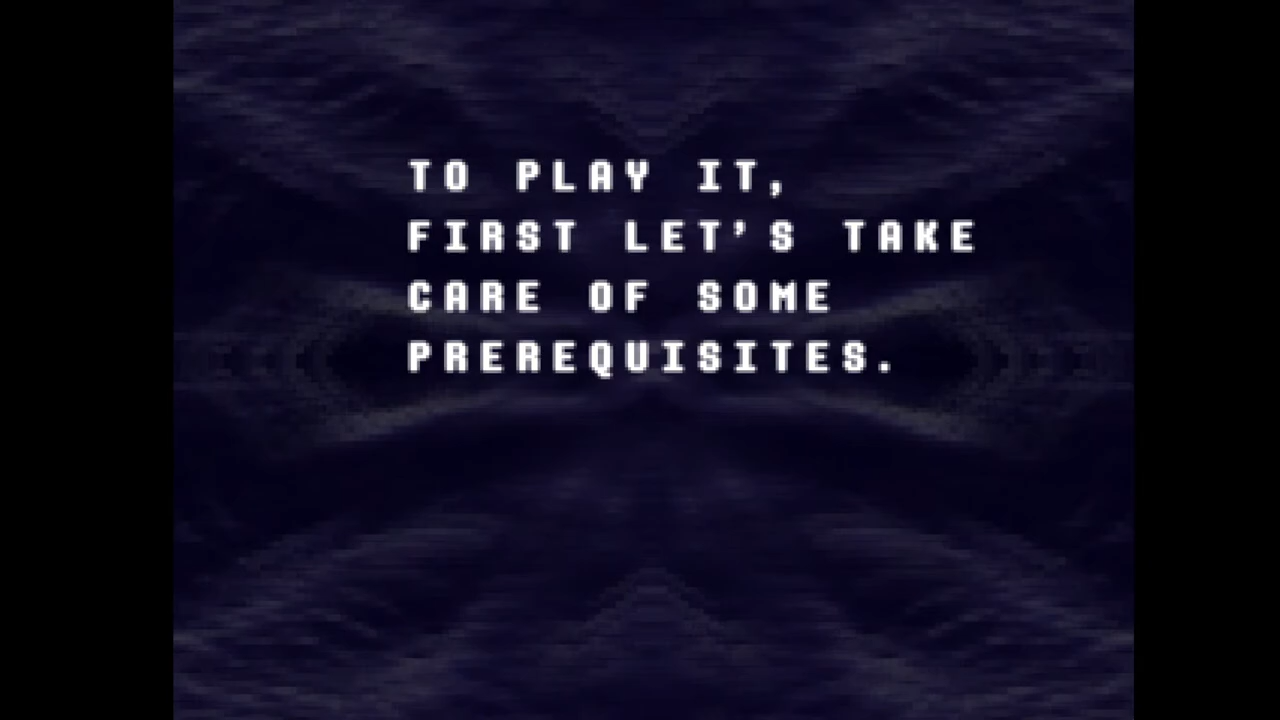 TO PLAY IT,
FIRST LET'S TAKE
CARE OF SOME
PREREQUISITES.